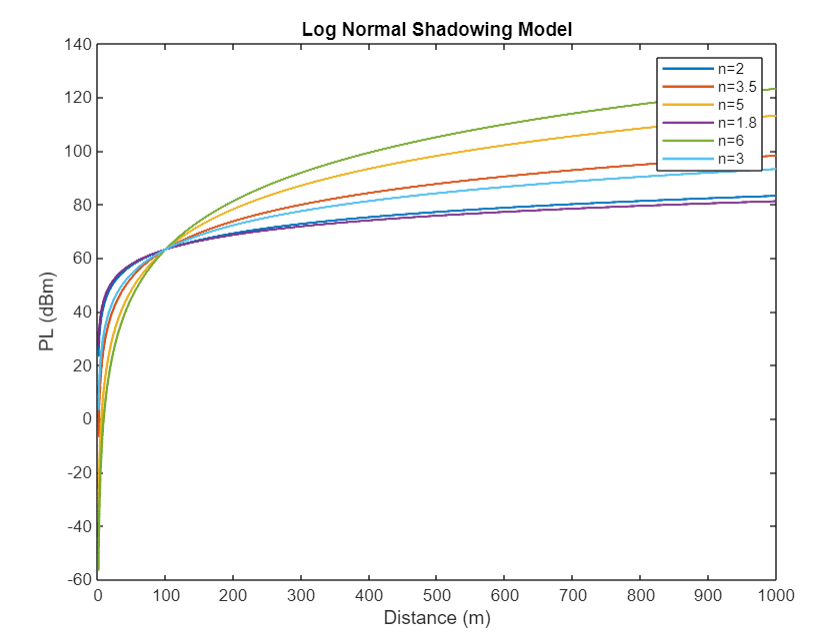 Log Normal Shadowing Model
140
120
100
80
60
40
20
0
-20
-40
-60
PL (dBm)
n=2
n=3.5
n=5
n=1.8
n=6
n=3
0 100 200 300 400 500 600 700 800 900 1000
Distance (m)